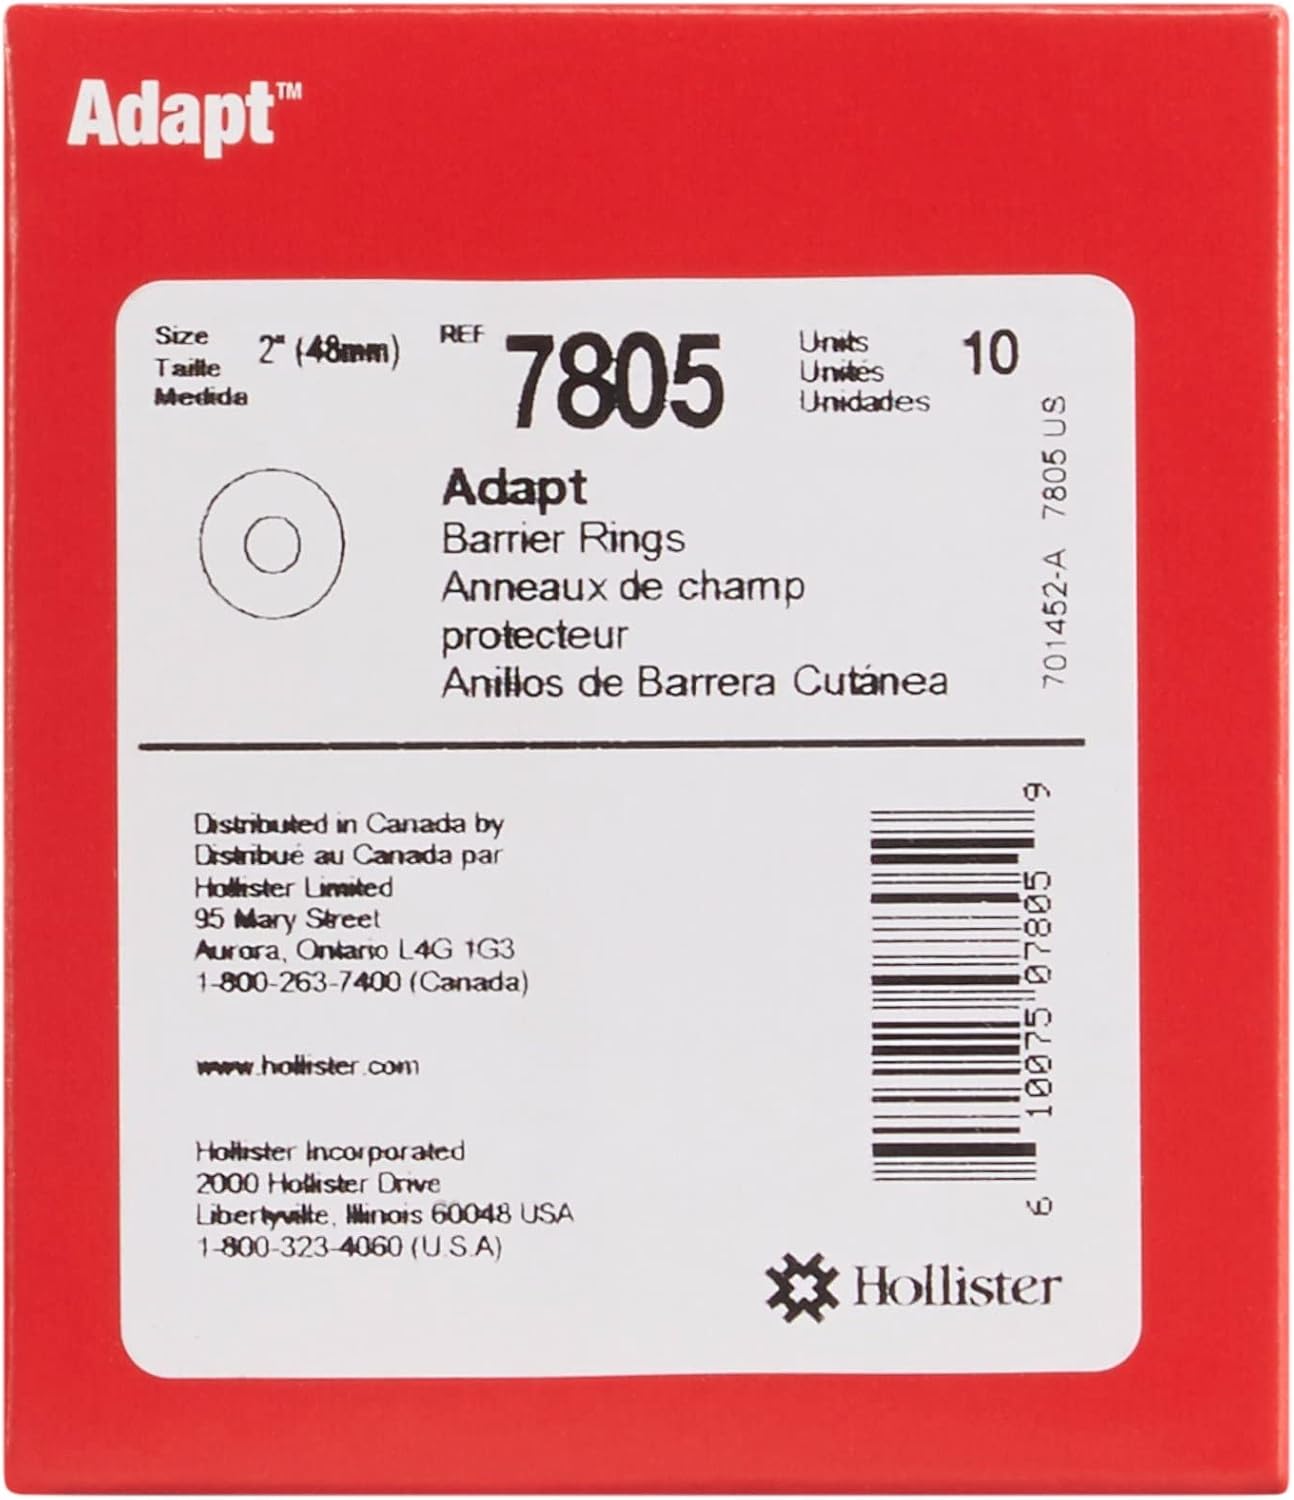 Adapt™
Size
Taille
Medida
2" (48mm)
REF 7805
Units
Unités
Unidades
10
Adapt
Barrier Rings
Anneaux de champ
protecteur
Anillos de Barrera Cutánea
701452-A 7805 US
Distributed in Canada by
Distribué au Canada par
Hollister Limited
95 Mary Street
Aurora, Ontario L4G 1G3
1-800-263-7400 (Canada)
www.hollister.com
Hollister Incorporated
2000 Hollister Drive
Libertyville, Illinois 60048 USA
1-800-323-4060 (U.S.A)
6 10075 07805 9
Hollister